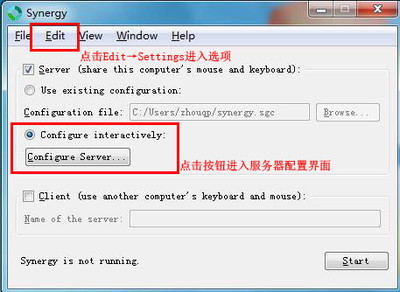 Synergy
File Edit View Window Help
点击Edit→Settings进入选项
Server (share this computer's mouse and keyboard):
Use existing configuration:
Configuration file: C:/Users/zhouqp/synergy.sgc Browse...
Configure interactively:
Configure Server...
点击按钮进入服务器配置界面
Client (use another computer's keyboard and mouse):
Name of the server:
Synergy is not running.
Start